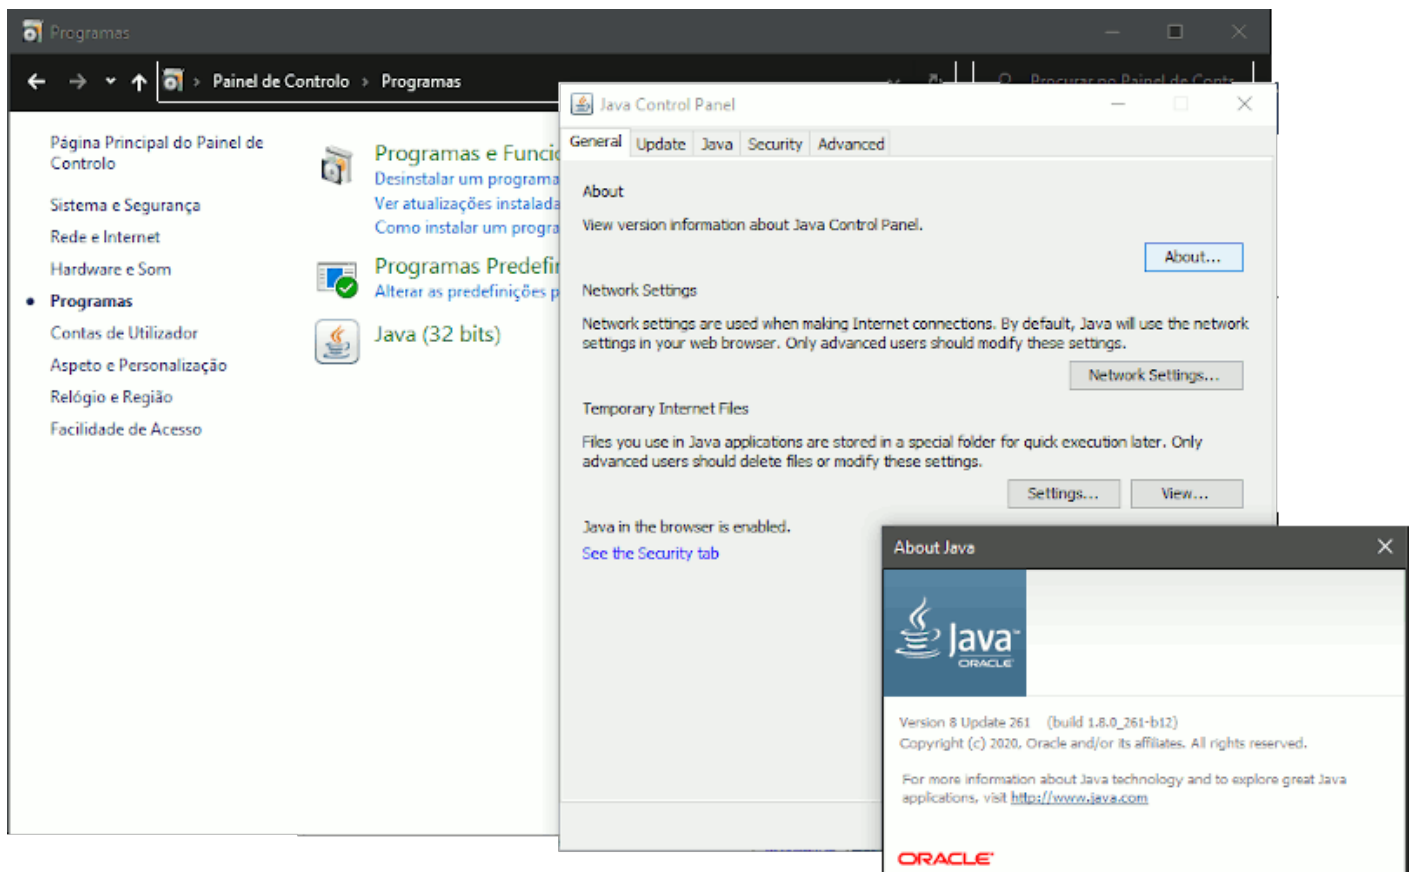 Programas
Painel de Controlo > Programas
Procurar no Painel de Conts
Página Principal do Painel de
Controlo
Sistema e Segurança
Rede e Internet
Hardware e Som
Programas
Contas de Utilizador
Aspeto e Personalização
Relógio e Região
Facilidade de Acesso
Programas e Funci
Desinstalar um programa
Ver atualizações instalada
Como instalar um progra
Programas Predefi
Alterar as predefinições p
Java (32 bits)
Java Control Panel
General Update Java Security Advanced
About
View version information about Java Control Panel.
About...
Network Settings
Network settings are used when making Internet connections. By default, Java will use the network
settings in your web browser. Only advanced users should modify these settings.
Network Settings...
Temporary Internet Files
Files you use in Java applications are stored in a special folder for quick execution later. Only
advanced users should delete files or modify these settings.
Settings... View...
Java in the browser is enabled.
See the Security tab
About Java
Java™
ORACLE
Version 8 Update 261 (build 1.8.0_261-b12)
Copyright (c) 2020, Oracle and/or its affiliates. All rights reserved.
For more information about Java technology and to explore great Java
applications, visit http://www.java.com
ORACLE